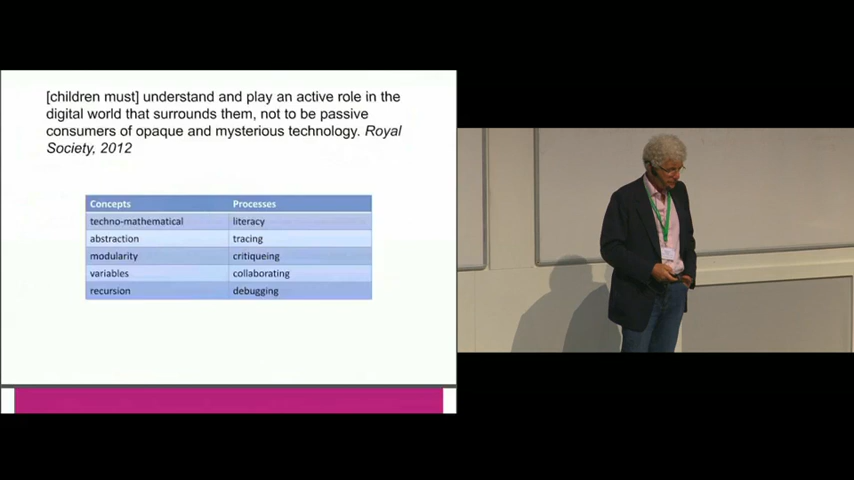 [children must] understand and play an active role in the
digital world that surrounds them, not to be passive
consumers of opaque and mysterious technology. Royal
Society, 2012
Concepts Processes
techno-mathematical literacy
abstraction tracing
modularity critiqueing
variables collaborating
recursion debugging